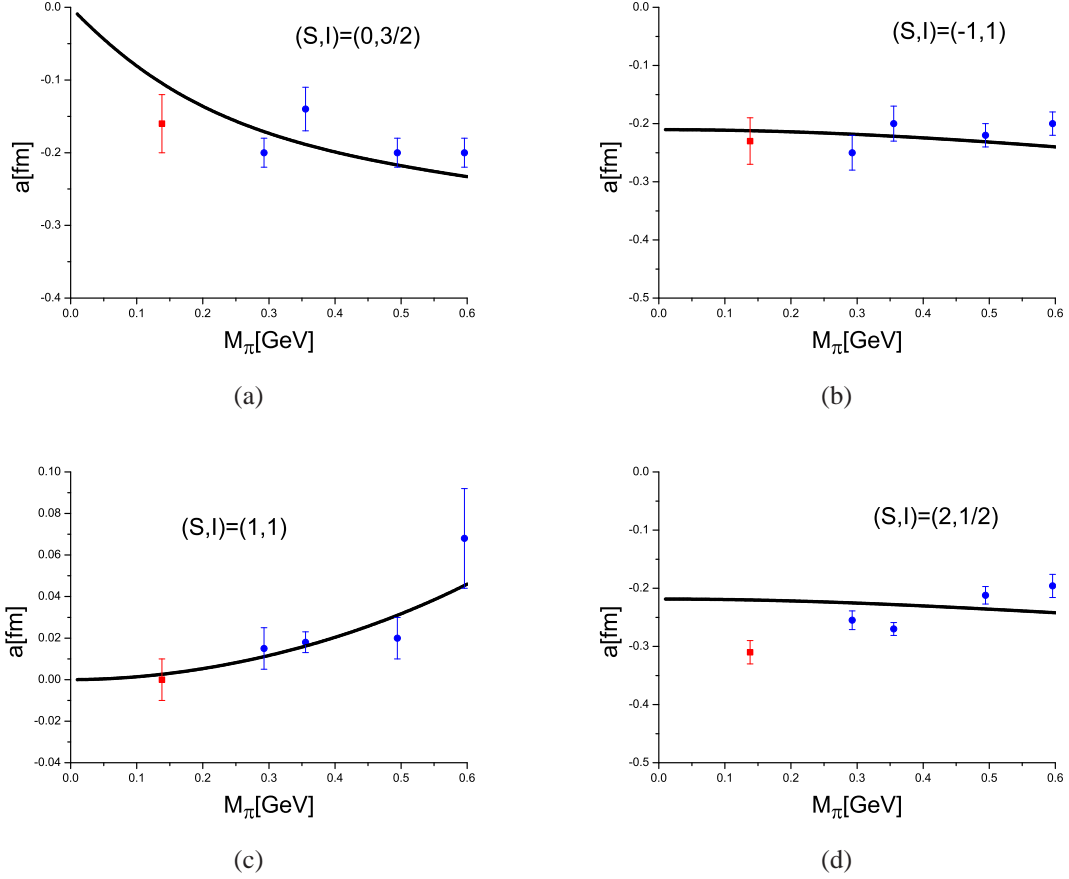 (S,I)=(0,3/2)
a[fm]
0.0
-0.1
-0.2
-0.3
-0.4
0.0 0.1 0.2 0.3 0.4 0.5 0.6
Mπ[GeV]
(a)
(S,I)=(-1,1)
a[fm]
0.0
-0.1
-0.2
-0.3
-0.4
-0.5
0.0 0.1 0.2 0.3 0.4 0.5 0.6
Mπ[GeV]
(b)
(S,I)=(1,1)
a[fm]
0.10
0.08
0.06
0.04
0.02
0.00
-0.02
-0.04
0.0 0.1 0.2 0.3 0.4 0.5 0.6
Mπ[GeV]
(c)
(S,I)=(2,1/2)
a[fm]
0.0
-0.1
-0.2
-0.3
-0.4
-0.5
0.0 0.1 0.2 0.3 0.4 0.5 0.6
Mπ[GeV]
(d)